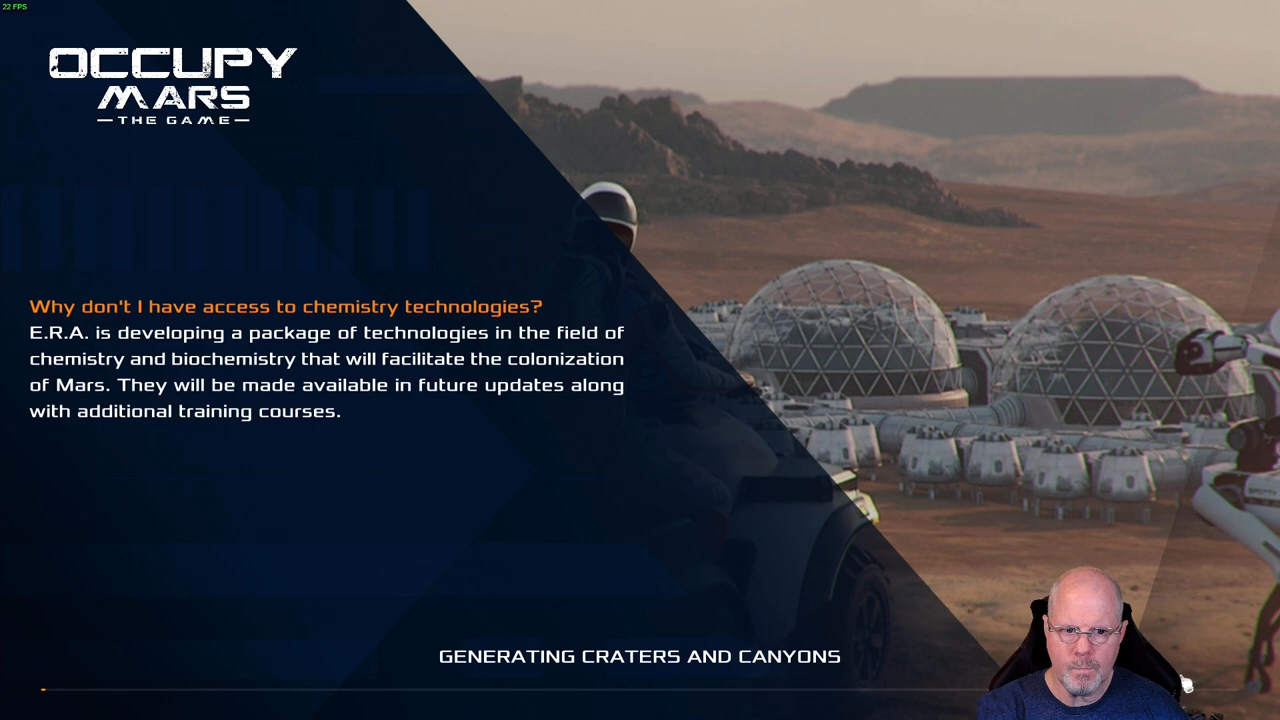 22 FPS
OCCUPY
MARS
THE GAME
Why don't I have access to chemistry technologies?
E.R.A. is developing a package of technologies in the field of
chemistry and biochemistry that will facilitate the colonization
of Mars. They will be made available in future updates along
with additional training courses.
GENERATING CRATERS AND CANYONS